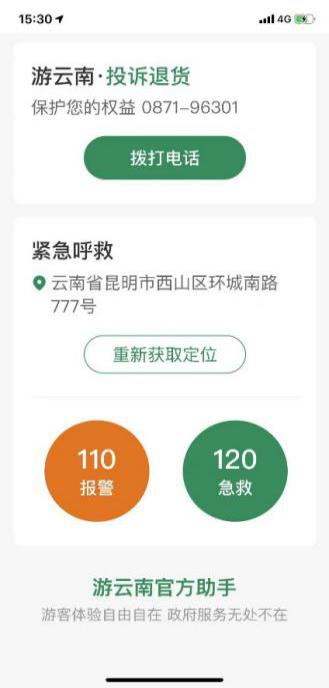 15:30
4G
游云南·投诉退货
保护您的权益 0871-96301
拨打电话
紧急呼救
云南省昆明市西山区环城南路
777号
重新获取定位
110
报警
120
急救
游云南官方助手
游客体验自由自在 政府服务无处不在